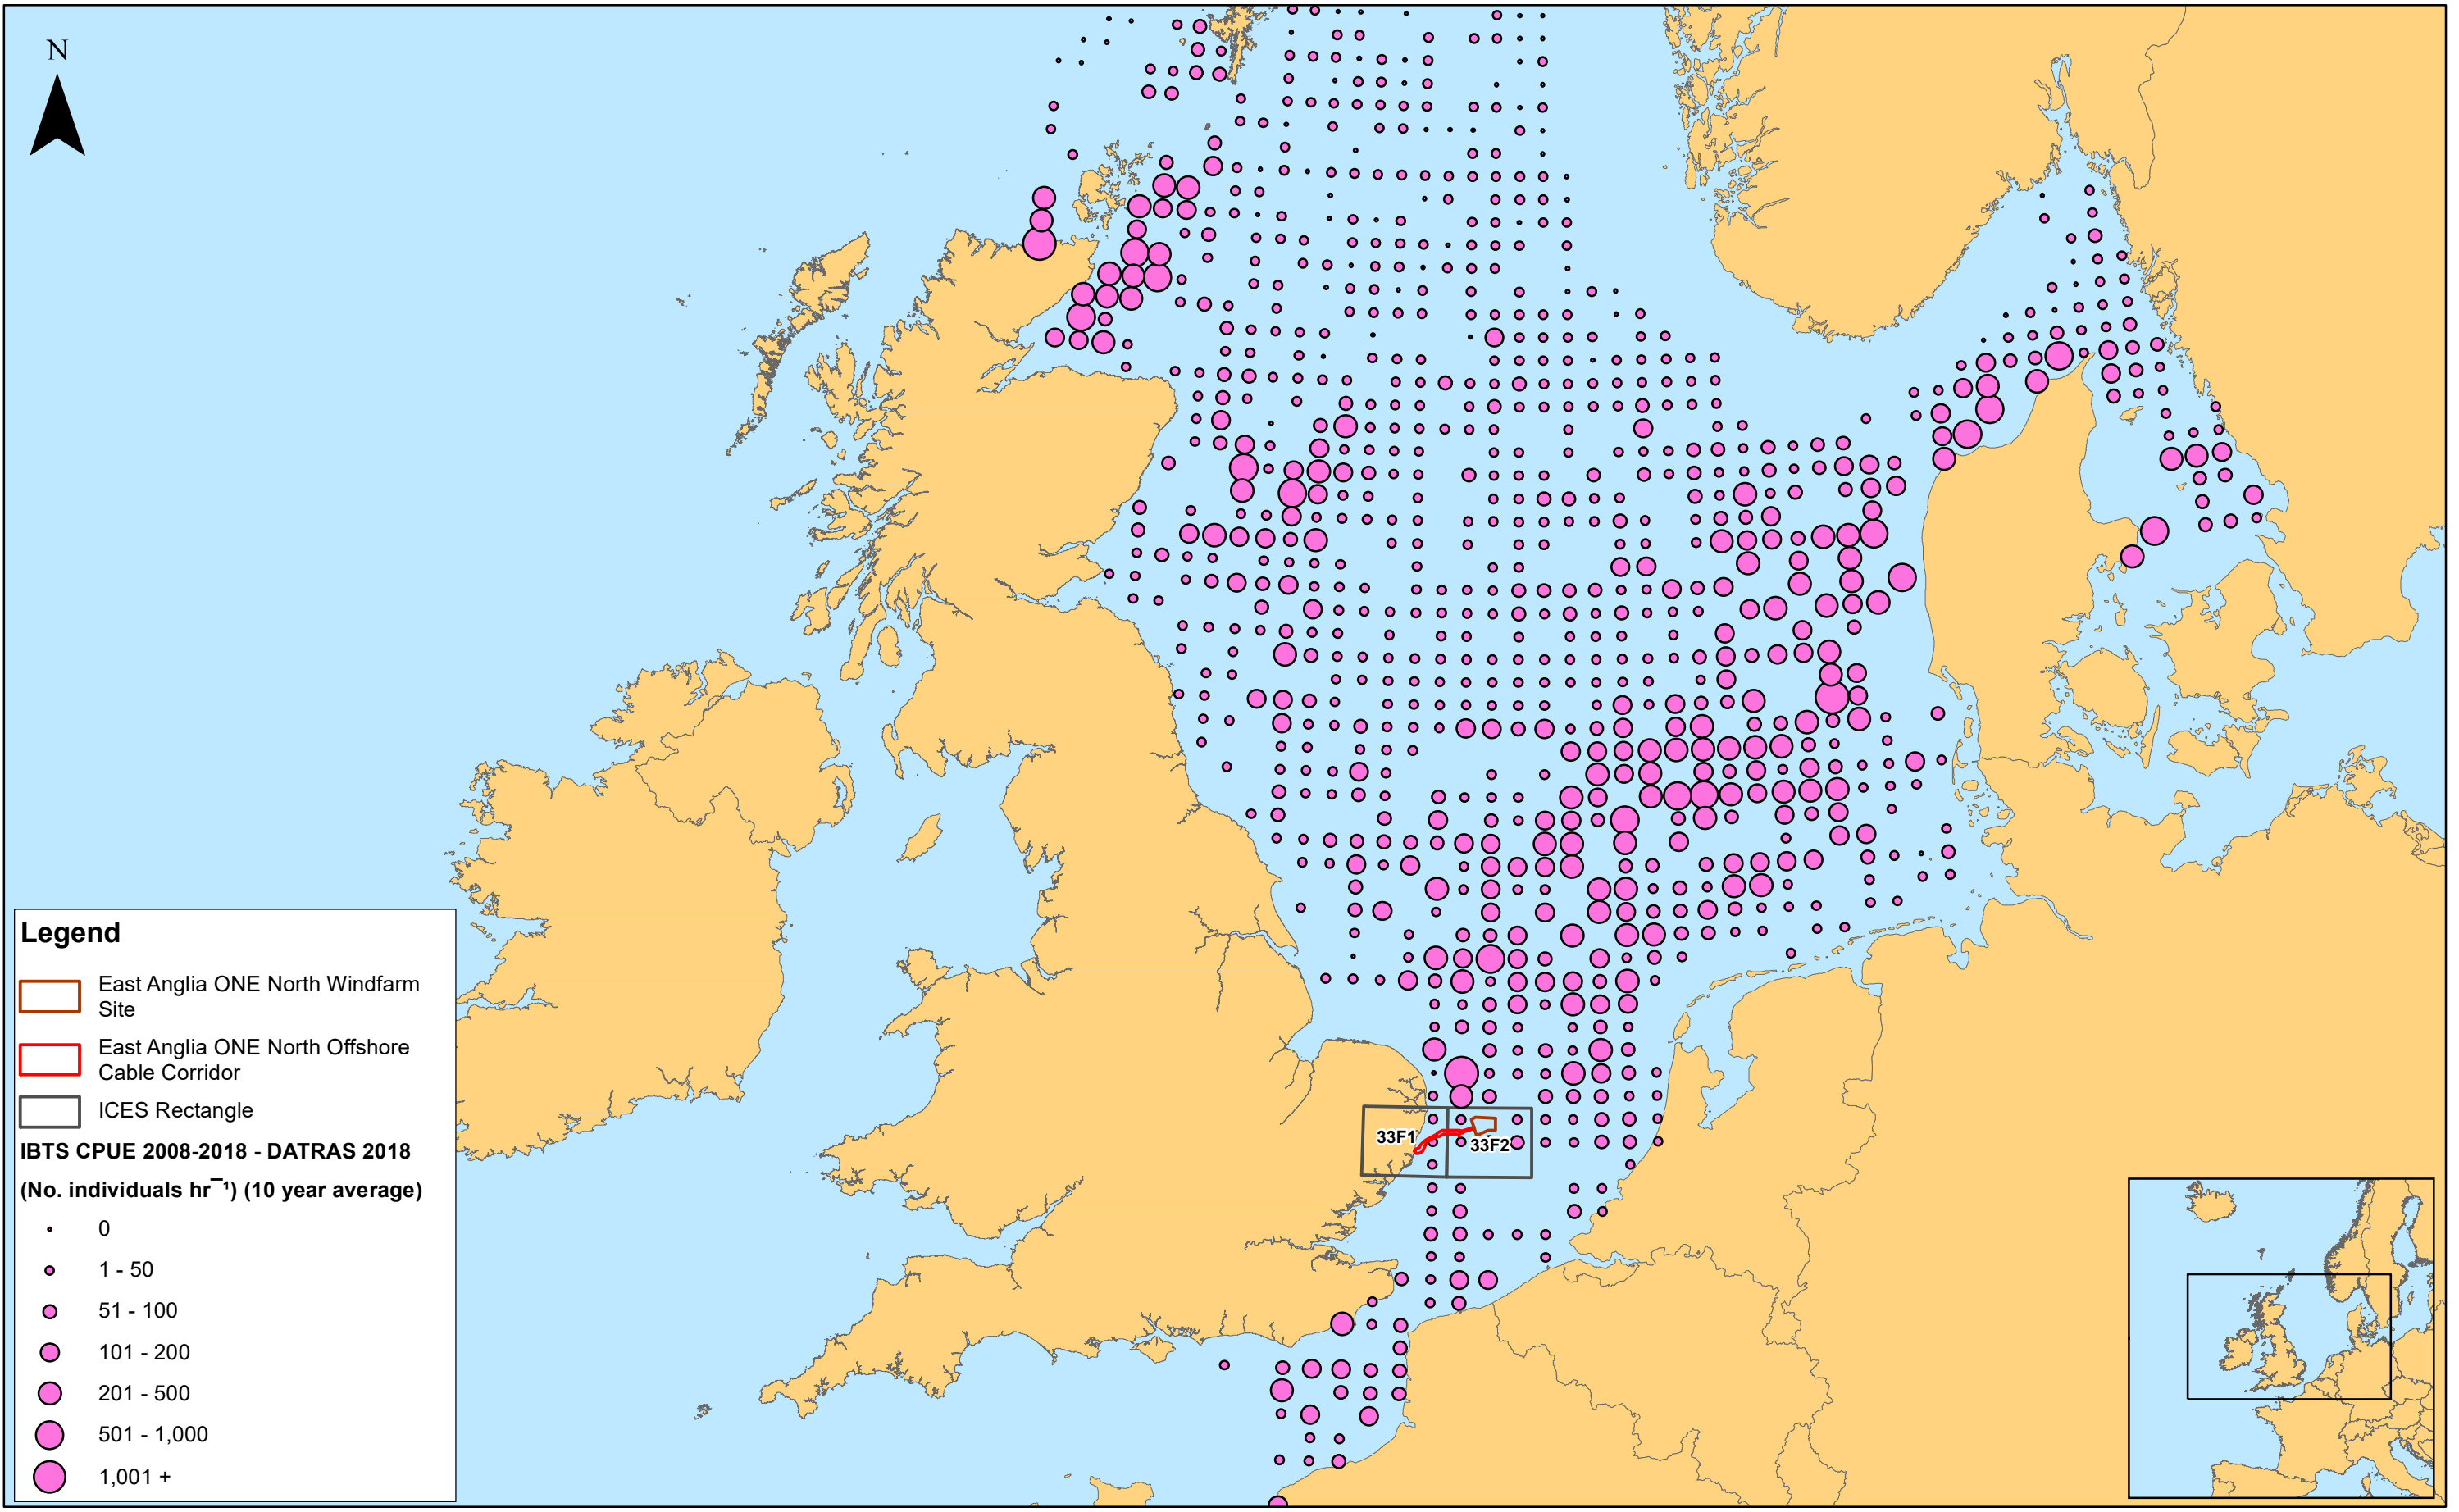 N
33F1
33F2
Legend
East Anglia ONE North Windfarm
Site
East Anglia ONE North Offshore
Cable Corridor
ICES Rectangle
IBTS CPUE 2008-2018 - DATRAS 2018
(No. individuals hr¯¹) (10 year average)
0
1 - 50
51 - 100
101 - 200
201 - 500
501 - 1,000
1,001 +